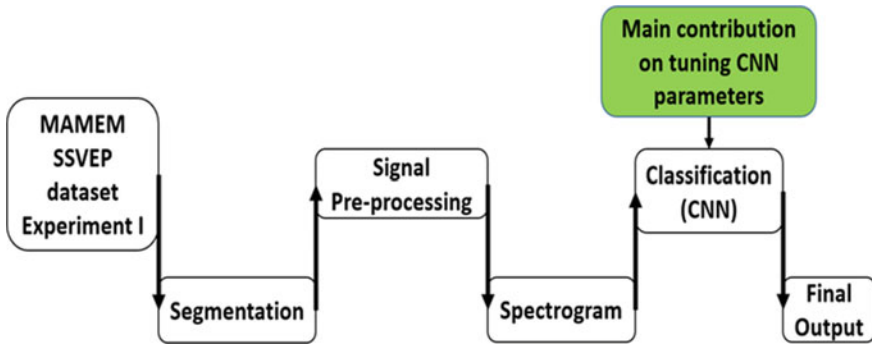 Main contribution
on tuning CNN
parameters
MAMEM
SSVEP
dataset
Experiment I
Signal
Pre-processing
Classification
(CNN)
Segmentation
Spectrogram
Final
Output